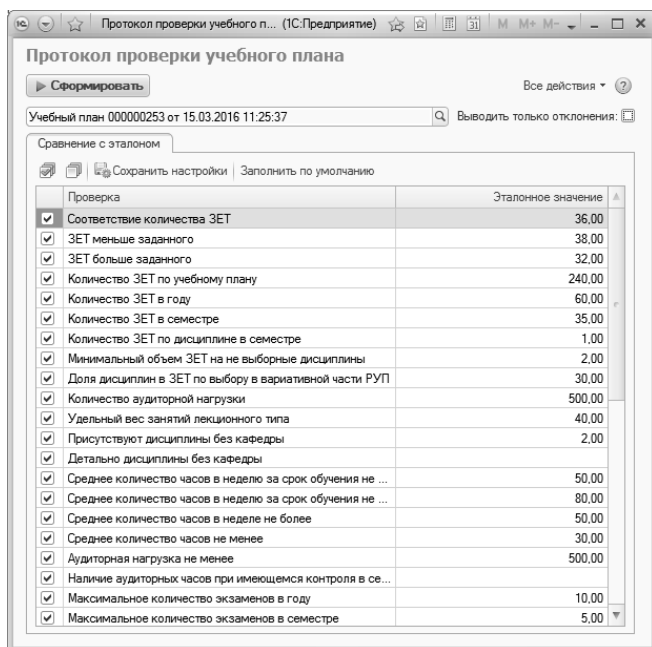 Протокол проверки учебного п... (1С:Предприятие) 31 M M+ M-
Протокол проверки учебного плана
Сформировать Все действия ?
Учебный план 000000253 от 15.03.2016 11:25:37 Выводить только отклонения:
Сравнение с эталоном
Сохранить настройки Заполнить по умолчанию
Проверка Эталонное значение
Соответствие количества ЗЕТ 36,00
ЗЕТ меньше заданного 38,00
ЗЕТ больше заданного 32,00
Количество ЗЕТ по учебному плану 240,00
Количество ЗЕТ в году 60,00
Количество ЗЕТ в семестре 35,00
Количество ЗЕТ по дисциплине в семестре 1,00
Минимальный объем ЗЕТ на не выборные дисциплины 2,00
Доля дисциплин в ЗЕТ по выбору в вариативной части РУП 30,00
Количество аудиторной нагрузки 500,00
Удельный вес занятий лекционного типа 40,00
Присутствуют дисциплины без кафедры 2,00
Детально дисциплины без кафедры
Среднее количество часов в неделю за срок обучения не ... 50,00
Среднее количество часов в неделю за срок обучения не ... 80,00
Среднее количество часов в неделе не более 50,00
Среднее количество часов не менее 30,00
Аудиторная нагрузка не менее 500,00
Наличие аудиторных часов при имеющемся контроля в се...
Максимальное количество экзаменов в году 10,00
Максимальное количество экзаменов в семестре 5,00